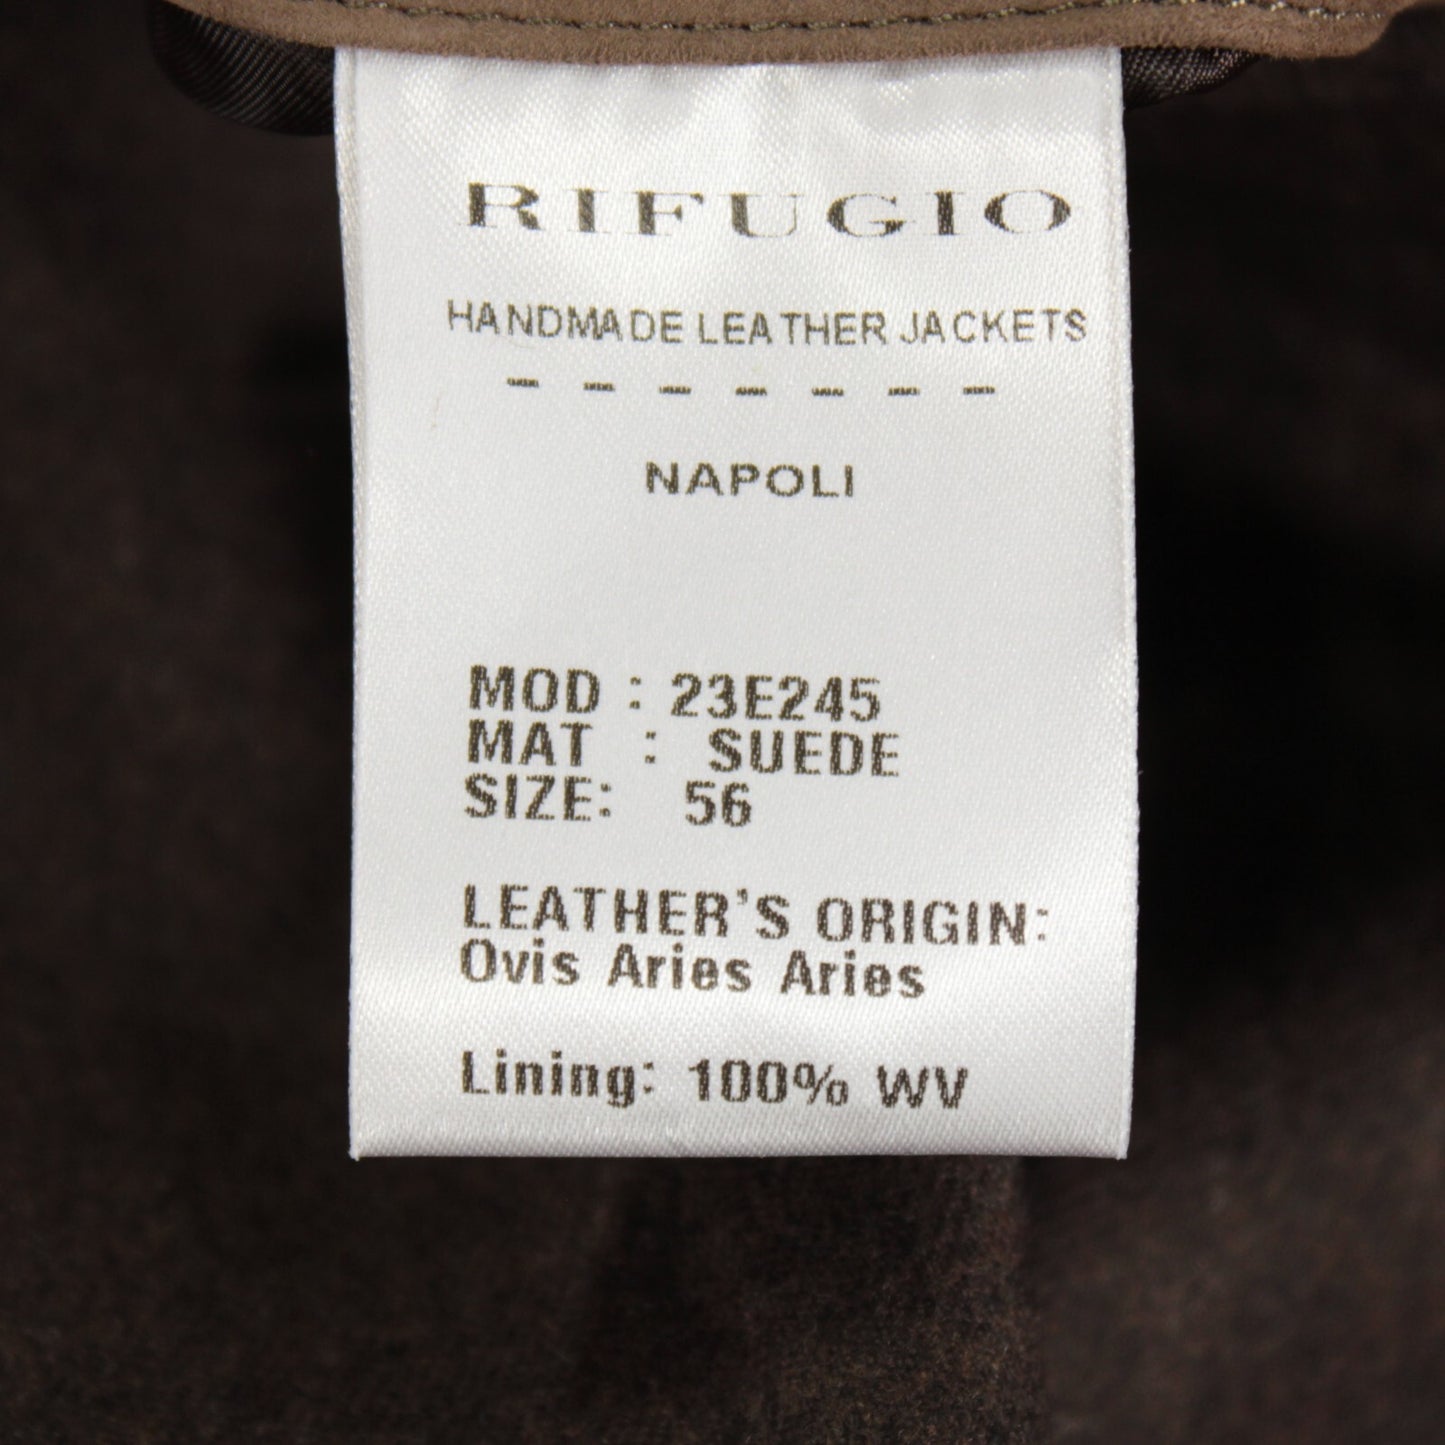 RIFUGIO
HANDMADE LEATHER JACKETS
- - - - - - -
NAPOLI
MOD : 23E245
MAT : SUEDE
SIZE: 56
LEATHER'S ORIGIN:
Ovis Aries Aries
Lining: 100% WV